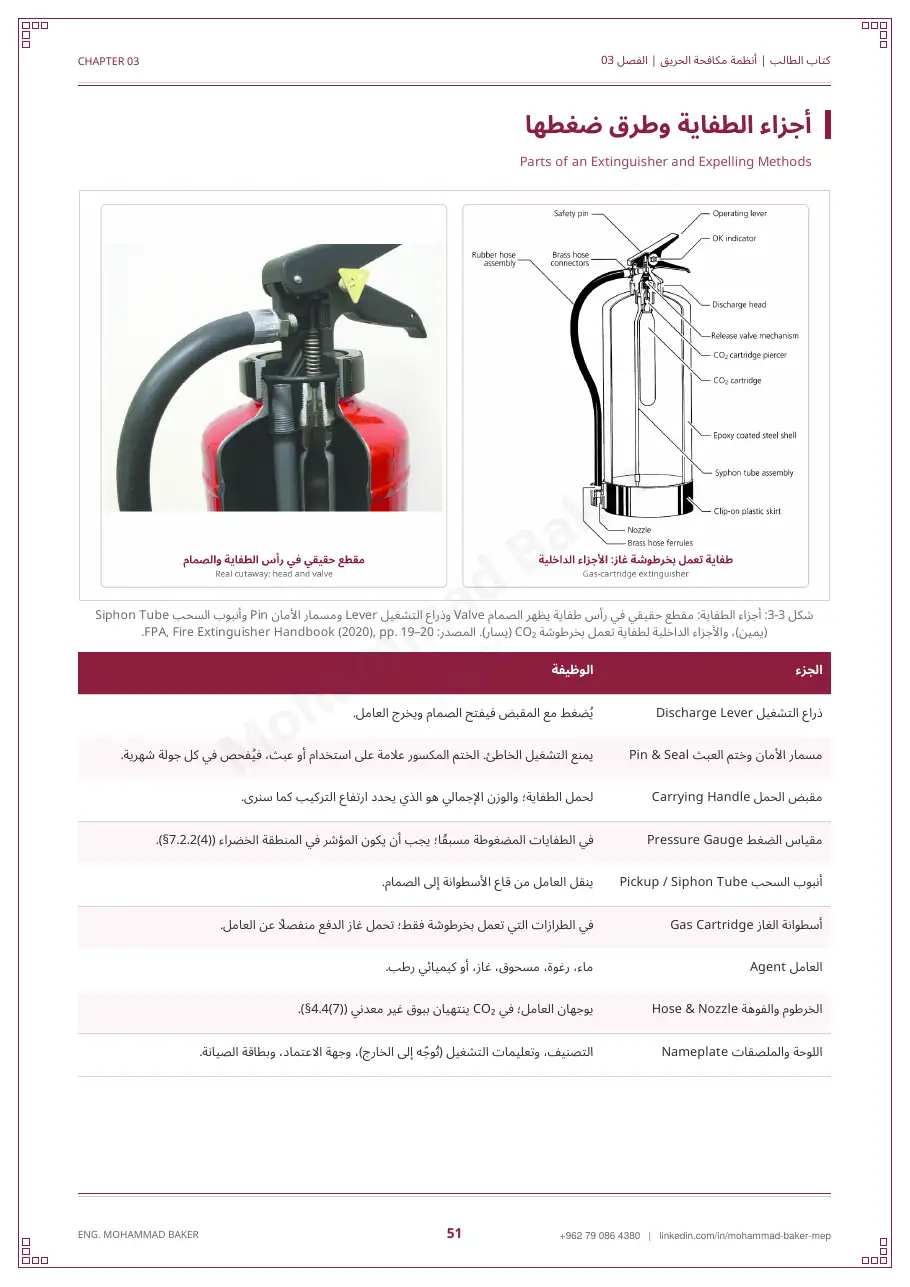 كتاب الطالب | أنظمة مكافحة الحريق | الفصل 03
CHAPTER 03
أجزاء الطفاية وطرق ضغطها
Parts of an Extinguisher and Expelling Methods
Safety pin
Operating lever
OK indicator
Rubber hose assembly
Brass hose connectors
Discharge head
Release valve mechanism
CO₂ cartridge piercer
CO₂ cartridge
Epoxy coated steel shell
Syphon tube assembly
Clip-on plastic skirt
Nozzle
Brass hose ferrules
طفاية تعمل بخرطوشة غاز: الأجزاء الداخلية
Gas-cartridge extinguisher
مقطع حقيقي في رأس الطفاية والصمام
Real cutaway: head and valve
شكل 3-3: أجزاء الطفاية: مقطع حقيقي في رأس طفاية يظهر الصمام Valve وذراع التشغيل Lever ومسمار الأمان Pin وأنبوب السحب Siphon Tube
(يمين)، والأجزاء الداخلية لطفاية تعمل بخرطوشة CO₂ (يسار). المصدر: FPA, Fire Extinguisher Handbook (2020), pp. 19–20.
الجزء الوظيفة
ذراع التشغيل Discharge Lever يُضغط مع المقبض فيفتح الصمام ويخرج العامل.
مسمار الأمان وختم العبث Pin & Seal يمنع التشغيل الخاطئ. الختم المكسور علامة على استخدام أو عبث، فيُفحص في كل جولة شهرية.
مقبض الحمل Carrying Handle لحمل الطفاية؛ والوزن الإجمالي هو الذي يحدد ارتفاع التركيب كما سنرى.
مقياس الضغط Pressure Gauge في الطفايات المضغوطة مسبقًا؛ يجب أن يكون المؤشر في المنطقة الخضراء (§7.2.2(4)).
أنبوب السحب Pickup / Siphon Tube ينقل العامل من قاع الأسطوانة إلى الصمام.
أسطوانة الغاز Gas Cartridge في الطرازات التي تعمل بخرطوشة فقط؛ تحمل غاز الدفع منفصلًا عن العامل.
العامل Agent ماء، رغوة، مسحوق، غاز، أو كيميائي رطب.
الخرطوم والفوهة Hose & Nozzle يوجهان العامل؛ في CO₂ ينتهيان ببوق غير معدني (§4.4(7)).
اللوحة والملصقات Nameplate التصنيف، وتعليمات التشغيل (تُوجّه إلى الخارج)، وجهة الاعتماد، وبطاقة الصيانة.
Mohammad Baker
ENG. MOHAMMAD BAKER
51
+962 79 086 4380 | linkedin.com/in/mohammad-baker-mep